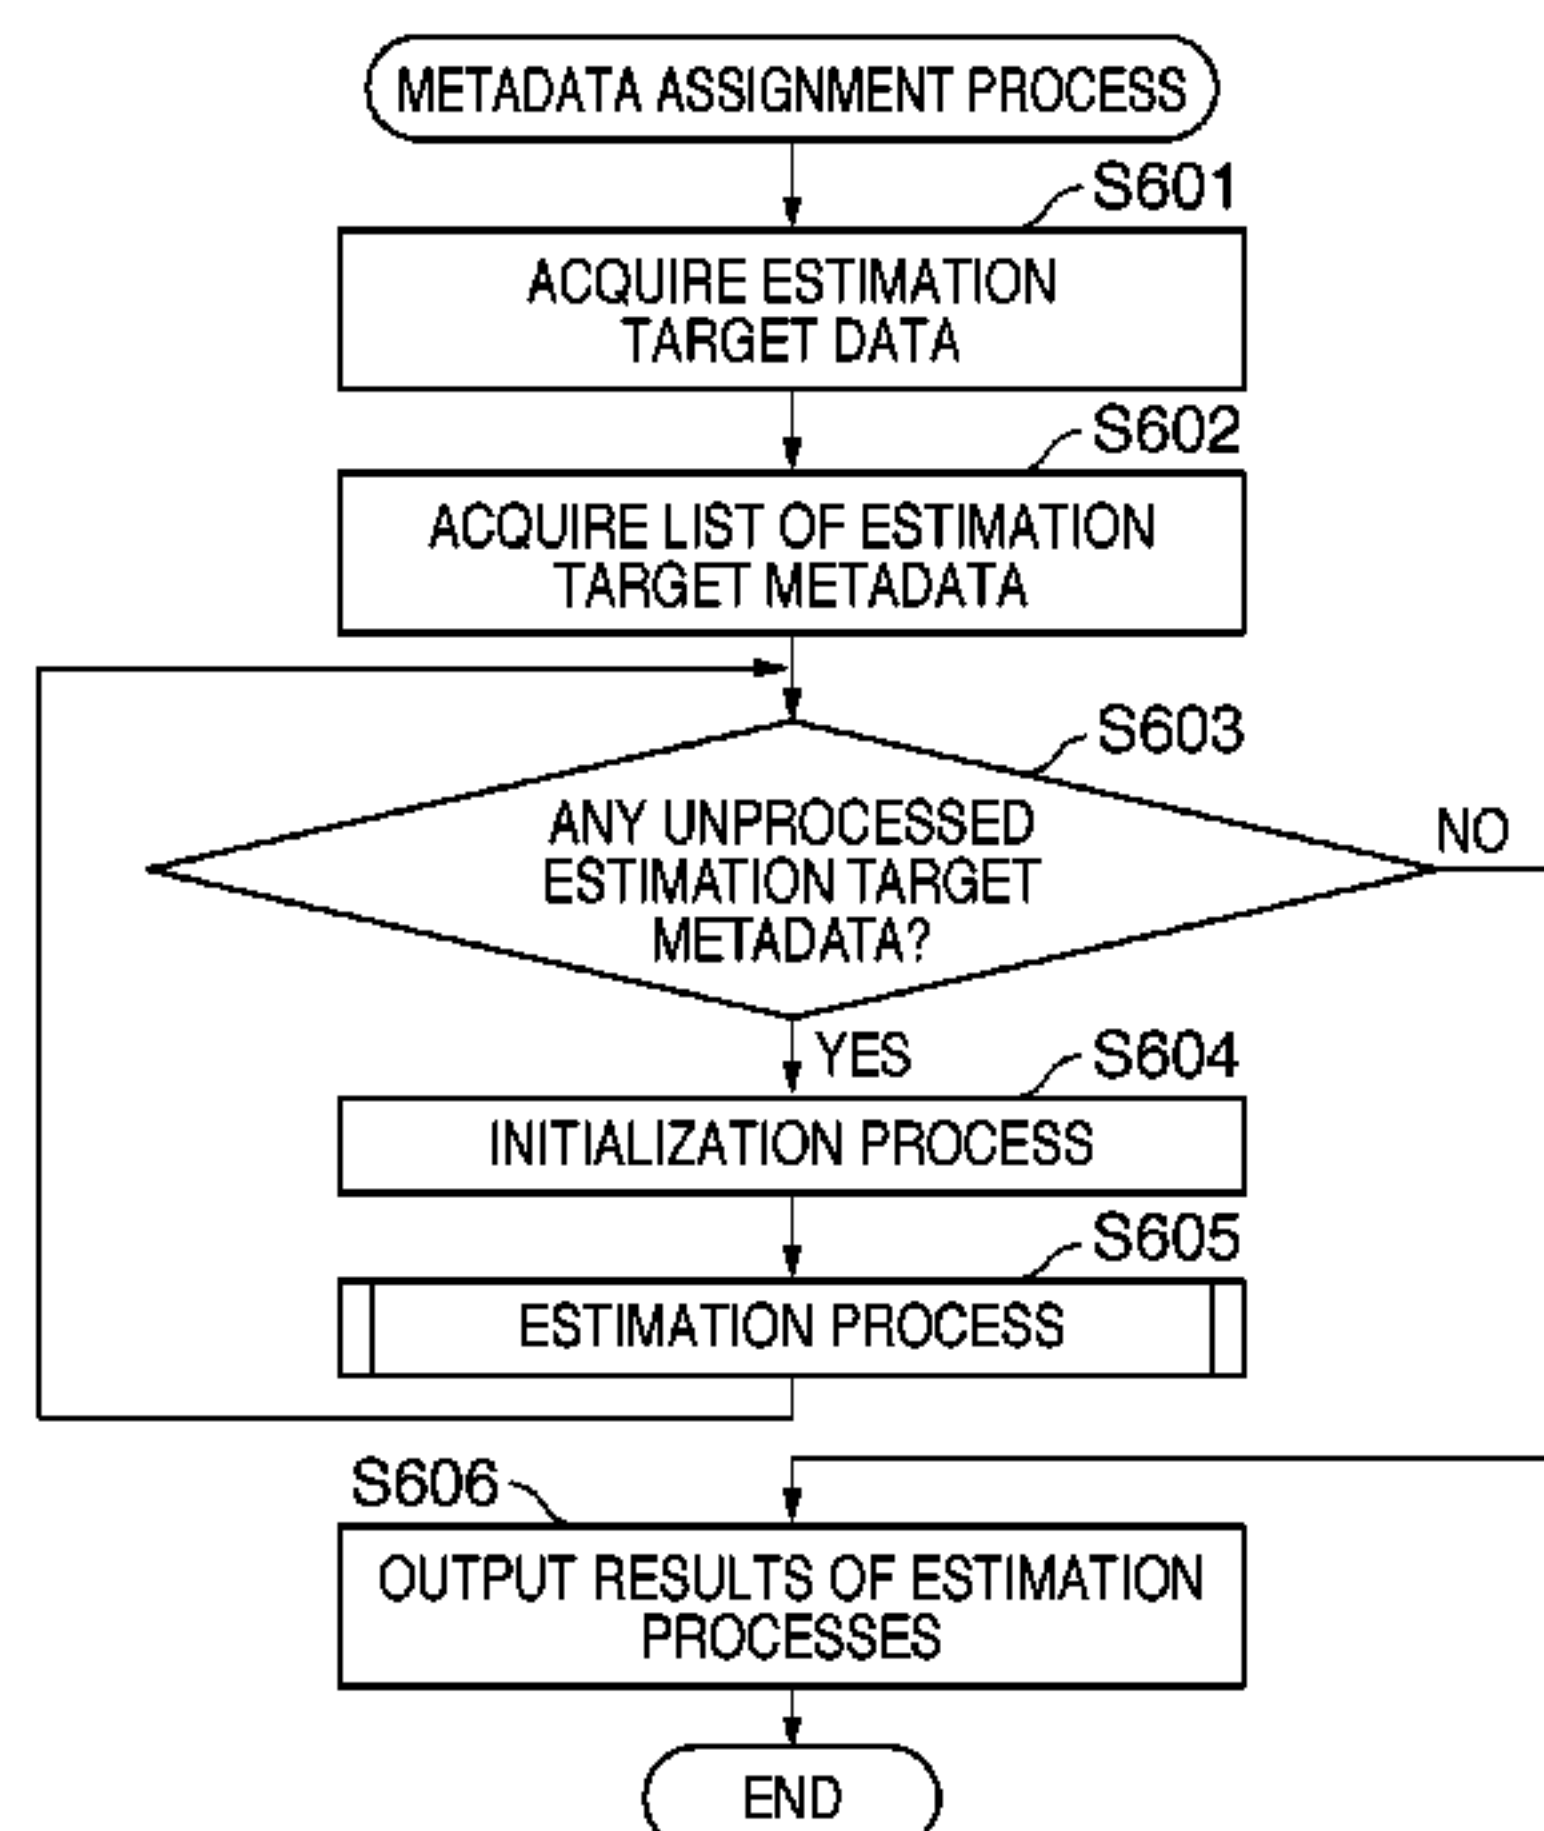 METADATA ASSIGNMENT PROCESS
S601
ACQUIRE ESTIMATION
TARGET DATA
S602
ACQUIRE LIST OF ESTIMATION
TARGET METADATA
S603
ANY UNPROCESSED
ESTIMATION TARGET
METADATA?
NO
YES
S604
INITIALIZATION PROCESS
S605
ESTIMATION PROCESS
S606
OUTPUT RESULTS OF ESTIMATION
PROCESSES
END